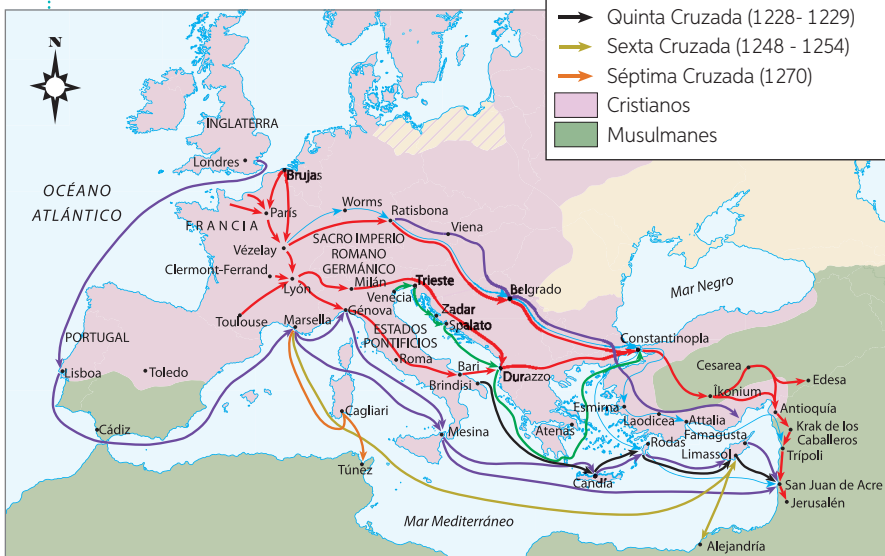 Quinta Cruzada (1228- 1229)
Sexta Cruzada (1248 - 1254)
Séptima Cruzada (1270)
Cristianos
Musulmanes
N
INGLATERRA
Londres
OCÉANO
ATLÁNTICO
Brujas
París
FRANCIA
Worms
Ratisbona
Viena
Vézelay
SACRO IMPERIO
ROMANO
GERMÁNICO
Clermont-Ferrand
Lyón
Milán
Trieste
Venecia
Belgrado
Mar Negro
Toulouse
Marsella
Génova
Zadar
Spalato
ESTADOS
PONTIFICIOS
Constantinopla
PORTUGAL
Lisboa
Toledo
Roma
Bari
Brindisi
Durazzo
Cesarea
Edesa
Íkonium
Cádiz
Cagliari
Mesina
Atenas
Esmirna
Laodicea
Attalia
Antioquía
Krak de los
Caballeros
Rodas
Famagusta
Limassol
Trípoli
Túnez
Candía
San Juan de Acre
Jerusalén
Mar Mediterráneo
Alejandría